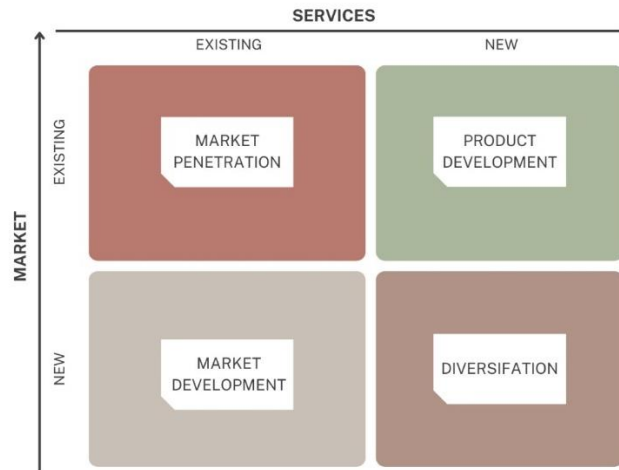 SERVICES
EXISTING
NEW
MARKET
EXISTING
NEW
MARKET
PENETRATION
PRODUCT
DEVELOPMENT
MARKET
DEVELOPMENT
DIVERSIFATION